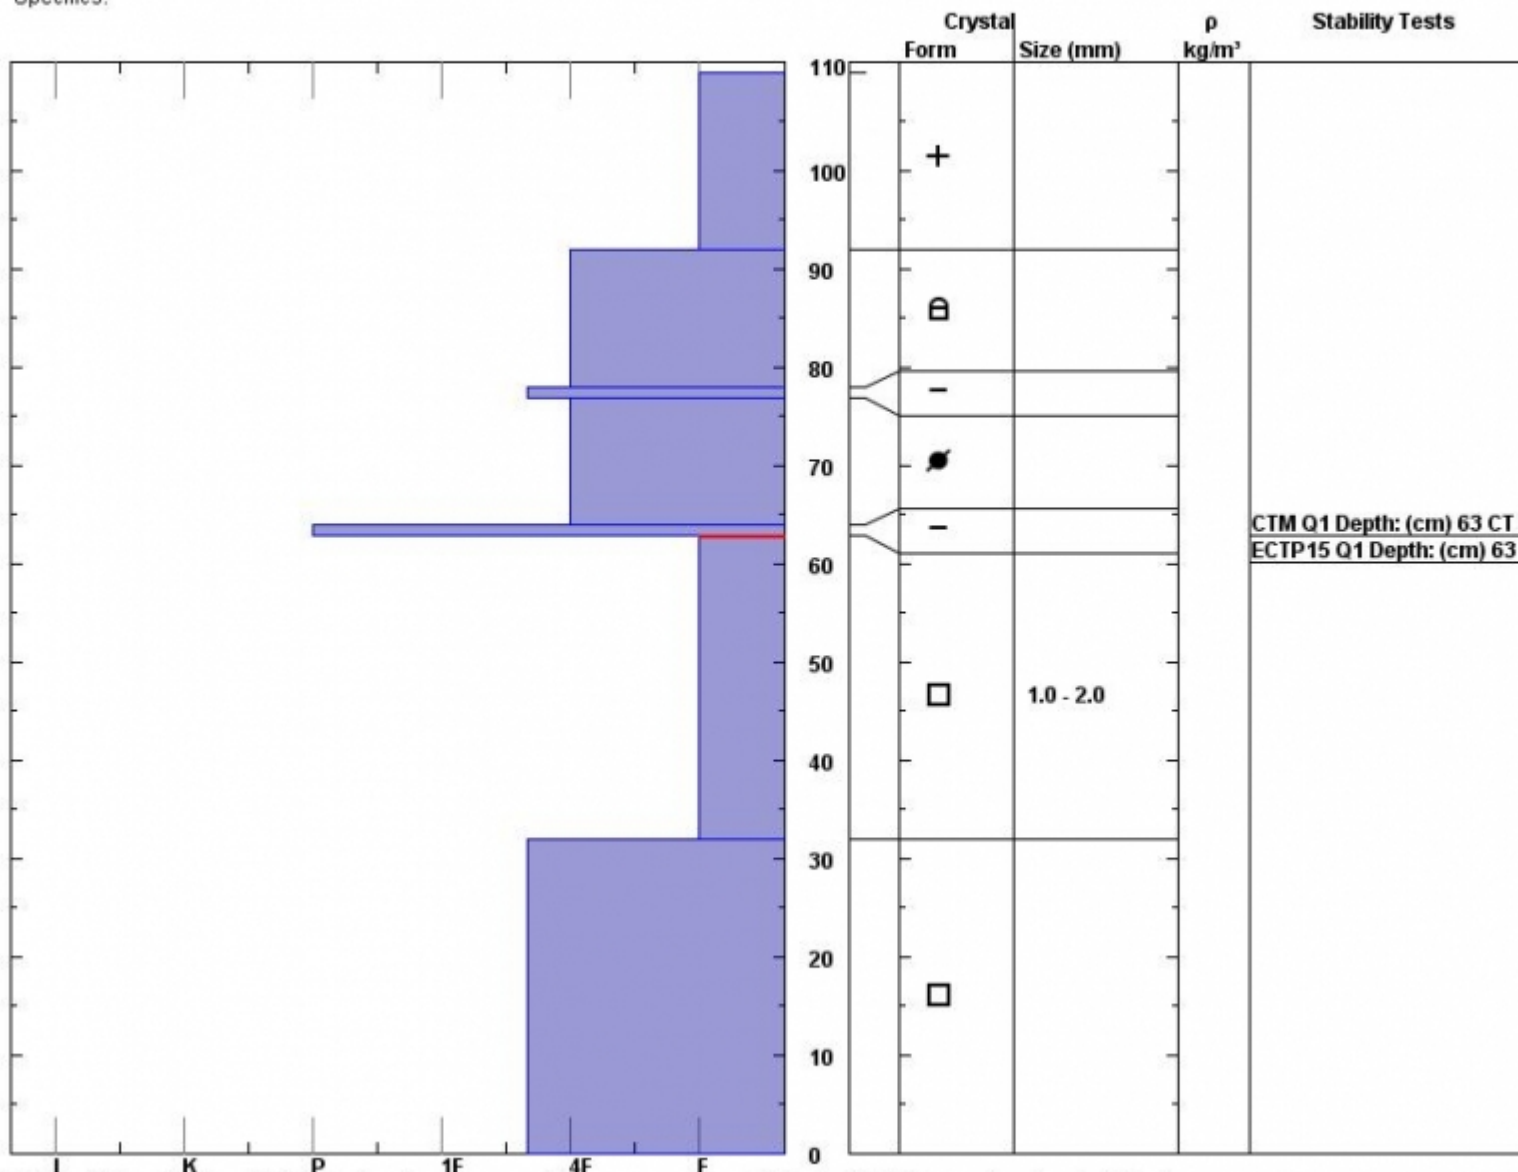 Specifics:
Crystal ρ Stability Tests
Form Size (mm) kg/m³
110
100
90
80
70
CTM Q1 Depth: (cm) 63 CT
ECTP15 Q1 Depth: (cm) 63
60
50
1.0 - 2.0
40
30
20
10
0
I K P 1F 4F F